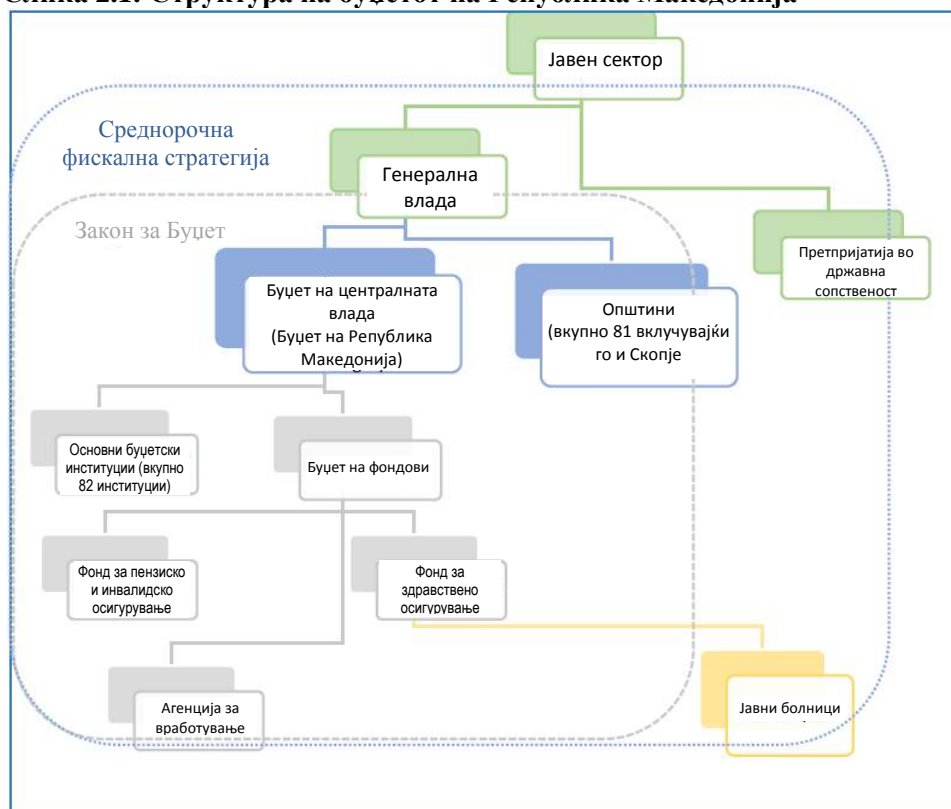 Слика 2.1: Структура на буџетот на Република Македонија
Јавен сектор
Среднорочна
фискална стратегија
Генерална
влада
Закон за Буџет
Претпријатија во
државна
сопственост
Буџет на централната
влада
(Буџет на Република
Македонија)
Општини
(вкупно 81 вклучувајќи
го и Скопје
Основни буџетски
институции (вкупно
82 институции)
Буџет на фондови
Фонд за пензиско
и инвалидско
осигурување
Фонд за
здравствено
осигурување
Агенција за
вработување
Јавни болници